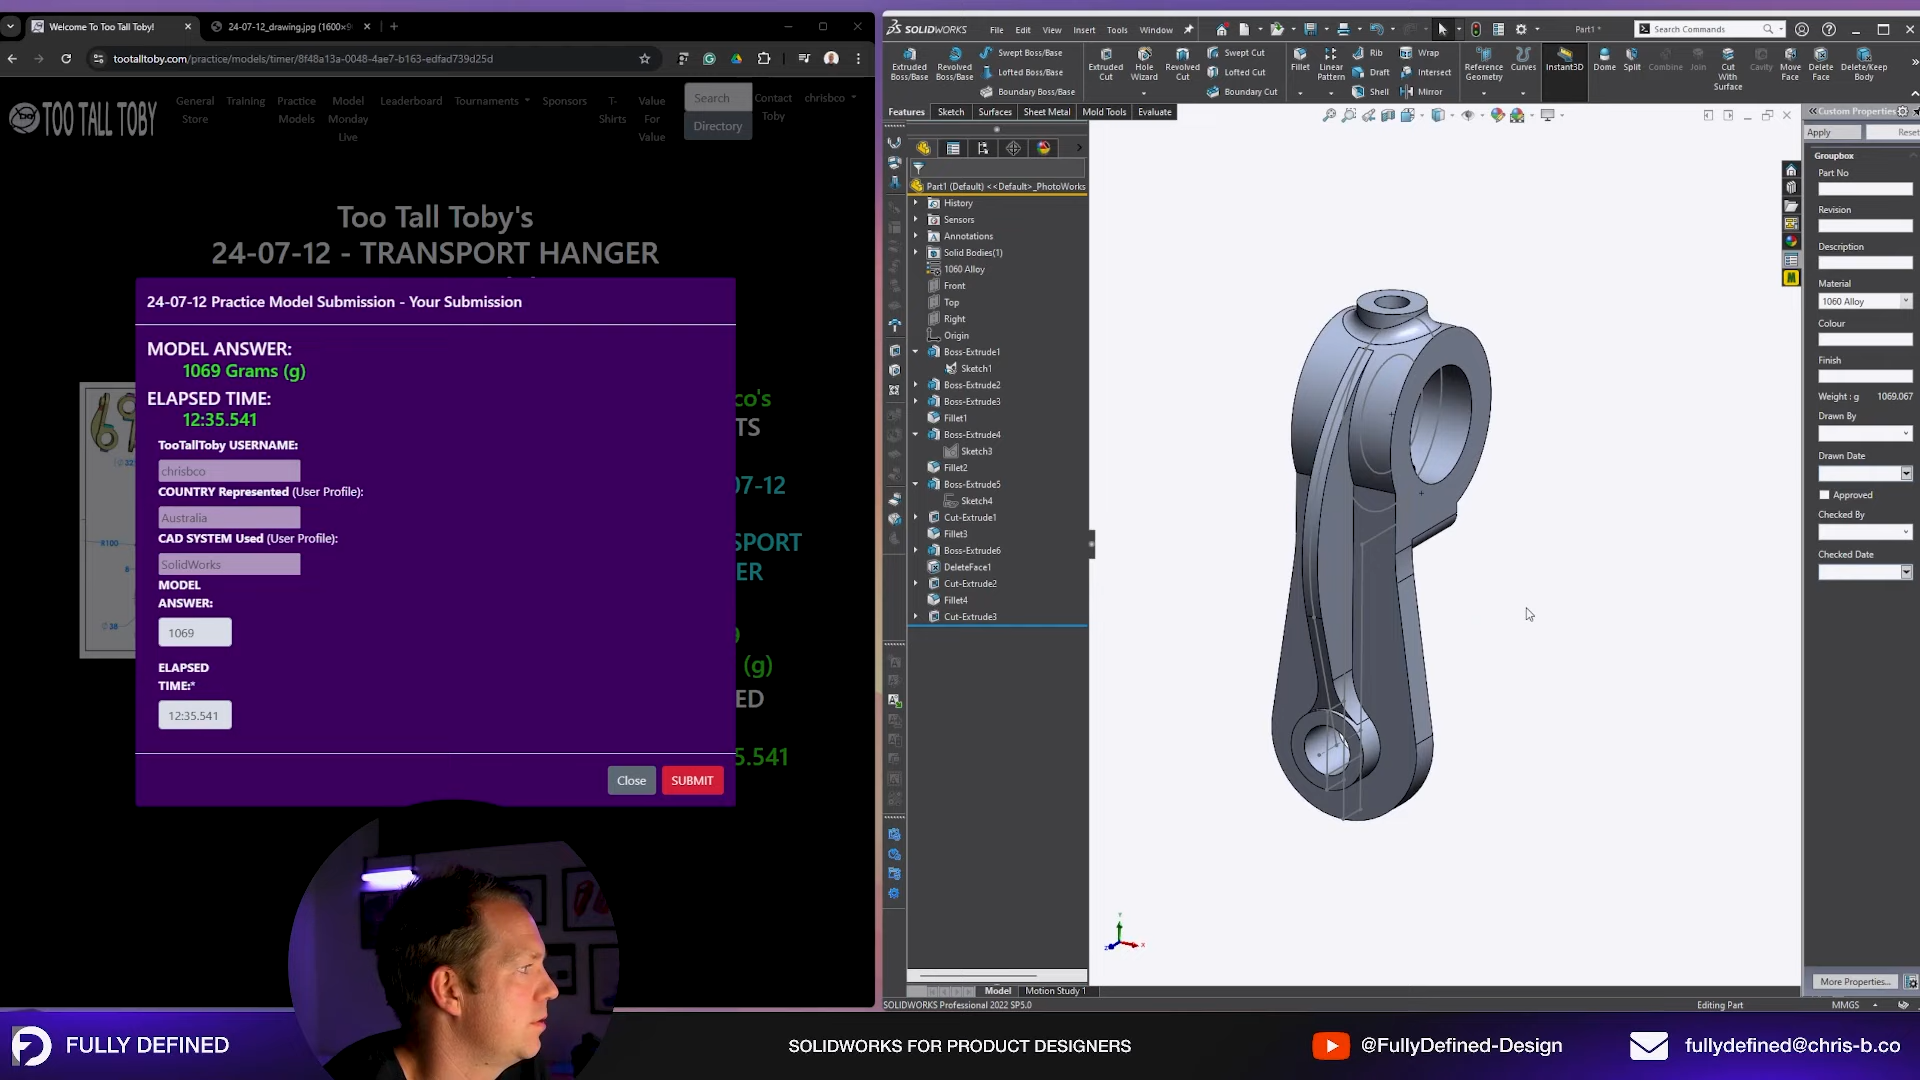 Welcome To Too Tall Toby!
24-07-12_drawing.jpg (1600×9
tootalltoby.com/practice/models/timer/8f48a13a-0048-4ae7-b163-edfad739d25d
TOO TALL TOBY
General Store
Training
Practice Models
Model Monday Live
Leaderboard
Tournaments
Sponsors
T-Shirts
Value For Value
Search
Directory
Contact Toby
chrisbco
Too Tall Toby's
24-07-12 - TRANSPORT HANGER
24-07-12 Practice Model Submission - Your Submission
MODEL ANSWER:
1069 Grams (g)
ELAPSED TIME:
12:35.541
TooTallToby USERNAME:
chrisbco
COUNTRY Represented (User Profile):
Australia
CAD SYSTEM Used (User Profile):
SolidWorks
MODEL
ANSWER:
1069
ELAPSED
TIME:*
12:35.541
Close
SUBMIT
co's
TS
07-12
SPORT
ER
9
(g)
ED
5.541
R100
SOLIDWORKS
File
Edit
View
Insert
Tools
Window
Part1 *
Search Commands
Extruded Boss/Base
Revolved Boss/Base
Swept Boss/Base
Lofted Boss/Base
Boundary Boss/Base
Extruded Cut
Hole Wizard
Revolved Cut
Swept Cut
Lofted Cut
Boundary Cut
Fillet
Linear Pattern
Rib
Draft
Shell
Wrap
Intersect
Mirror
Reference Geometry
Curves
Instant3D
Dome
Split
Combine
Join
Cut With Surface
Cavity
Move Face
Delete Face
Delete/Keep Body
Features
Sketch
Surfaces
Sheet Metal
Mold Tools
Evaluate
Part1 (Default) <<Default>_PhotoWorks
History
Sensors
Annotations
Solid Bodies(1)
1060 Alloy
Front
Top
Right
Origin
Boss-Extrude1
Sketch1
Boss-Extrude2
Boss-Extrude3
Fillet1
Boss-Extrude4
Sketch3
Fillet2
Boss-Extrude5
Sketch4
Cut-Extrude1
Fillet3
Boss-Extrude6
DeleteFace1
Cut-Extrude2
Fillet4
Cut-Extrude3
Custom Properties
Apply
Reset
Groupbox
Part No
Revision
Description
Material
1060 Alloy
Colour
Finish
Weight : g 1069.067
Drawn By
Drawn Date
Approved
Checked By
Checked Date
More Properties...
Y
X
Z
Model
Motion Study 1
SOLIDWORKS Professional 2022 SP5.0
Editing Part
MMGS
FULLY DEFINED
SOLIDWORKS FOR PRODUCT DESIGNERS
@FullyDefined-Design
fullydefined@chris-b.co